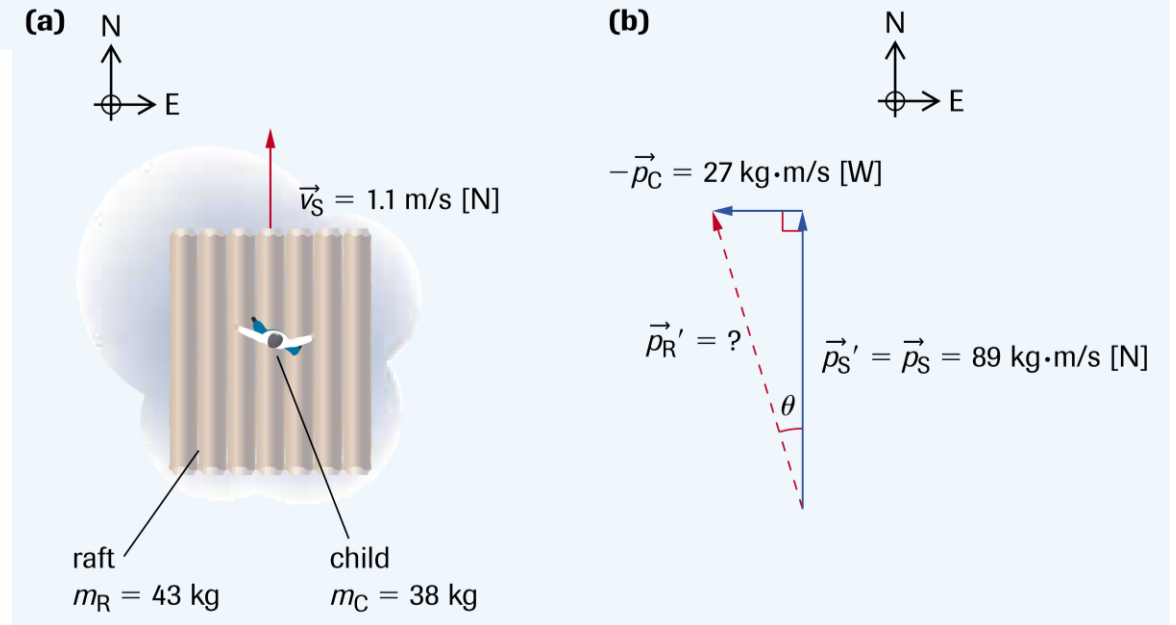 (a)
N
E
v⃗S = 1.1 m/s [N]
raft
mR = 43 kg
child
mC = 38 kg
(b)
N
E
−p⃗C = 27 kg·m/s [W]
p⃗R′ = ?
θ
p⃗S′ = p⃗S = 89 kg·m/s [N]